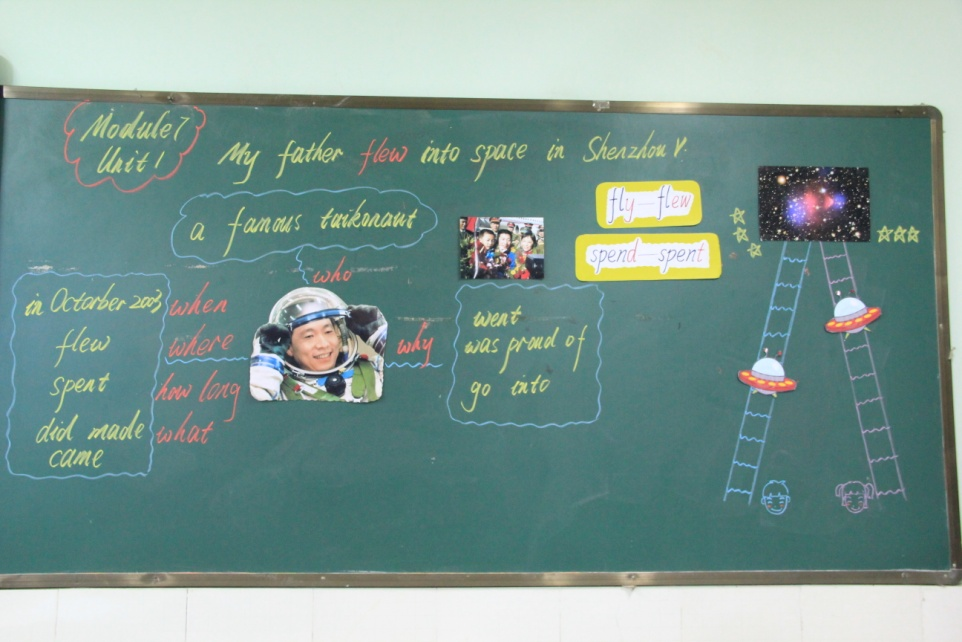 Module 7
Unit 1
My father flew into space in Shenzhou V.
a famous taikonaut
fly—flew
spend—spent
who
in Octorber 2003
when
flew
where
spent
how long
did made
what
came
why
went
was proud of
go into